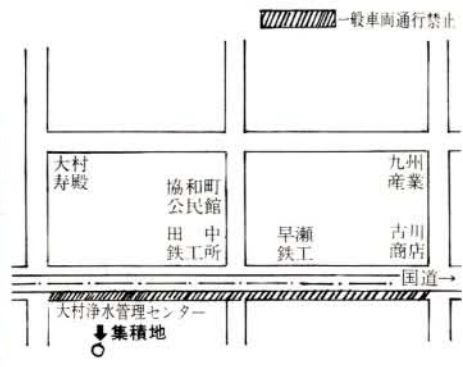 一般車両通行禁止
大村
寿殿
協和町
公民館
田中
鉄工所
早瀬
鉄工
九州
産業
古川
商店
国道→
大村浄水管理センター
⬇集積地